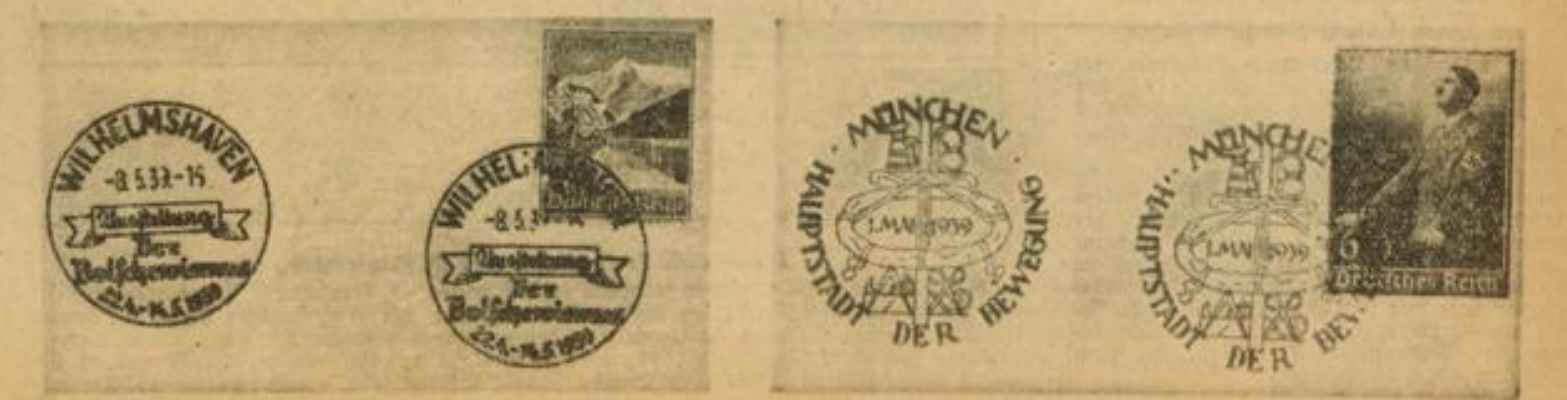 WILHELMSHAVEN
-8.5.39.-15
Ausstellung
Der
Bolschewismus
22.4.-14.5.1939
WILHEL
-8.5.3
Ausstellung
Der
Bolschewismus
22.4.-14.5.1939
Deutsches Reich
· MÜNCHEN ·
HAUPTSTADT
DER
BEWEGUNG
1.MAI 1939
MÜNCHE
HAUPTSTADT
DER
BEW
1.MAI 1939
6
Deutsches Reich